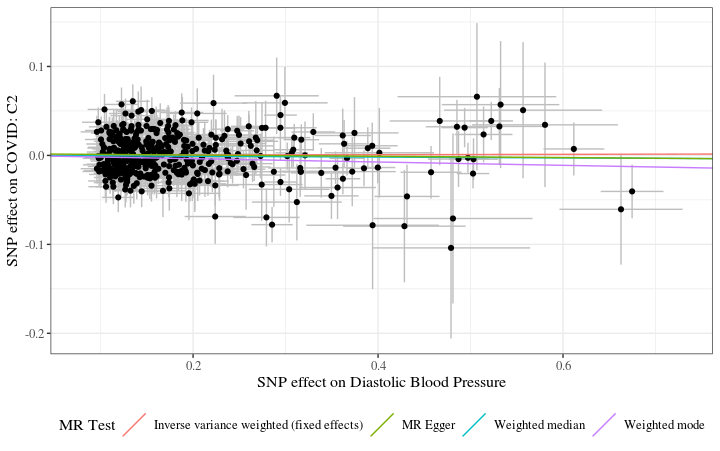 0.1
0.0
-0.1
-0.2
SNP effect on COVID: C2
0.2
0.4
0.6
SNP effect on Diastolic Blood Pressure
MR Test
Inverse variance weighted (fixed effects)
MR Egger
Weighted median
Weighted mode